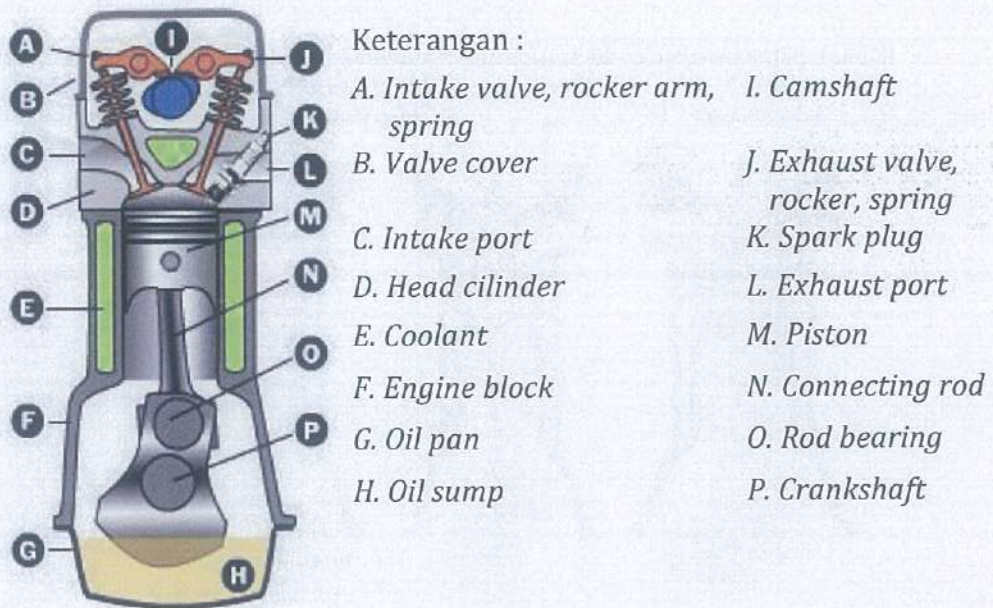 A
B
C
D
E
F
G
H
I
J
K
L
M
N
O
P
Keterangan :
A. Intake valve, rocker arm,
spring
B. Valve cover
C. Intake port
D. Head cilinder
E. Coolant
F. Engine block
G. Oil pan
H. Oil sump
I. Camshaft
J. Exhaust valve,
rocker, spring
K. Spark plug
L. Exhaust port
M. Piston
N. Connecting rod
O. Rod bearing
P. Crankshaft